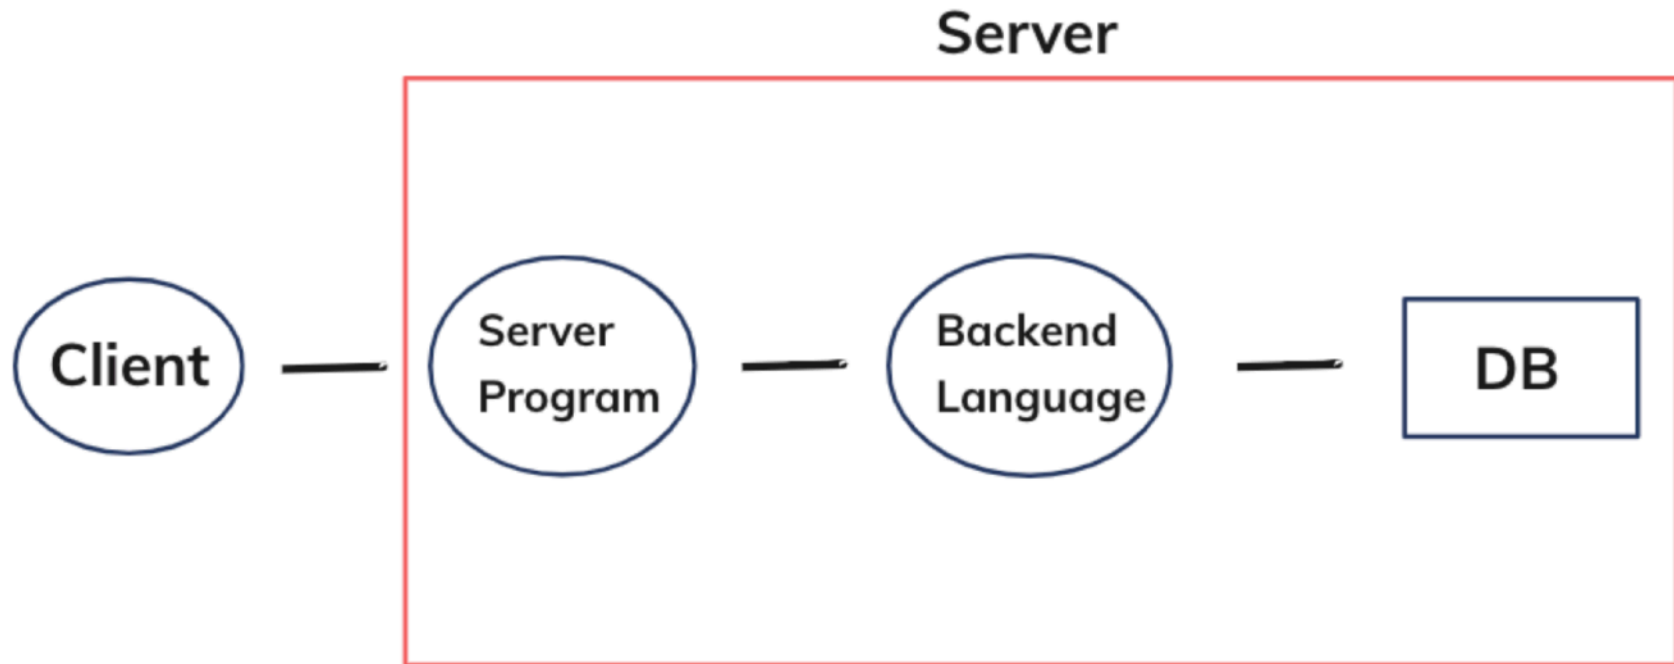 Server
Client
Server
Program
Backend
Language
DB